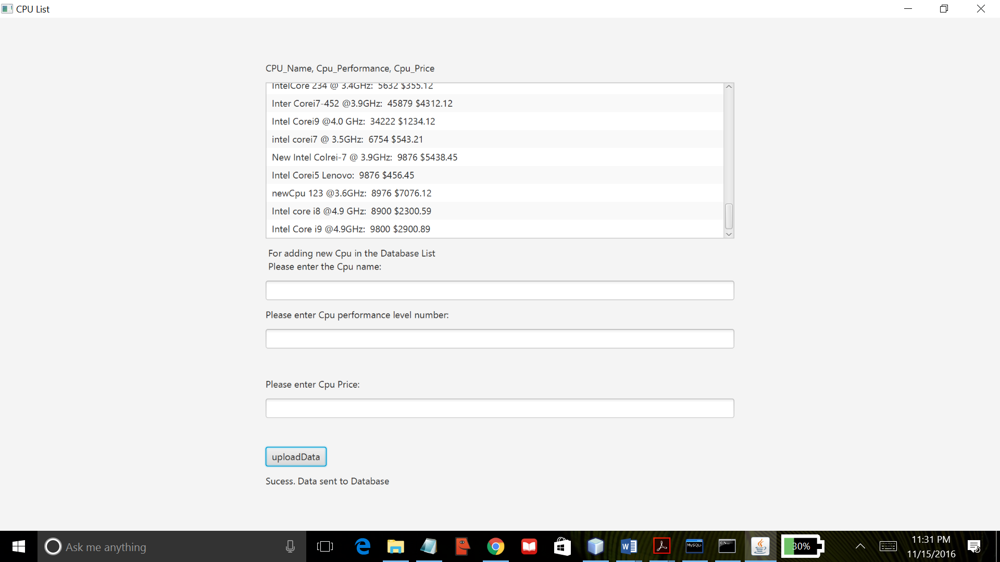 CPU List
CPU_Name, Cpu_Performance, Cpu_Price
IntelCore 234 @ 3.4GHz:  5632 $355.12
Inter Corei7-452 @3.9GHz:  45879 $4312.12
Intel Corei9 @4.0 GHz:  34222 $1234.12
intel corei7 @ 3.5GHz:  6754 $543.21
New Intel Colrei-7 @ 3.9GHz:  9876 $5438.45
Intel Corei5 Lenovo:  9876 $456.45
newCpu 123 @3.6GHz:  8976 $7076.12
Intel core i8 @4.9 GHz:  8900 $2300.59
Intel Core i9 @4.9GHz:  9800 $2900.89
For adding new Cpu in the Database List
Please enter the Cpu name:
Please enter Cpu performance level number:
Please enter Cpu Price:
uploadData
Sucess. Data sent to Database
Ask me anything
MySQL
C:\
30%
11:31 PM
11/15/2016